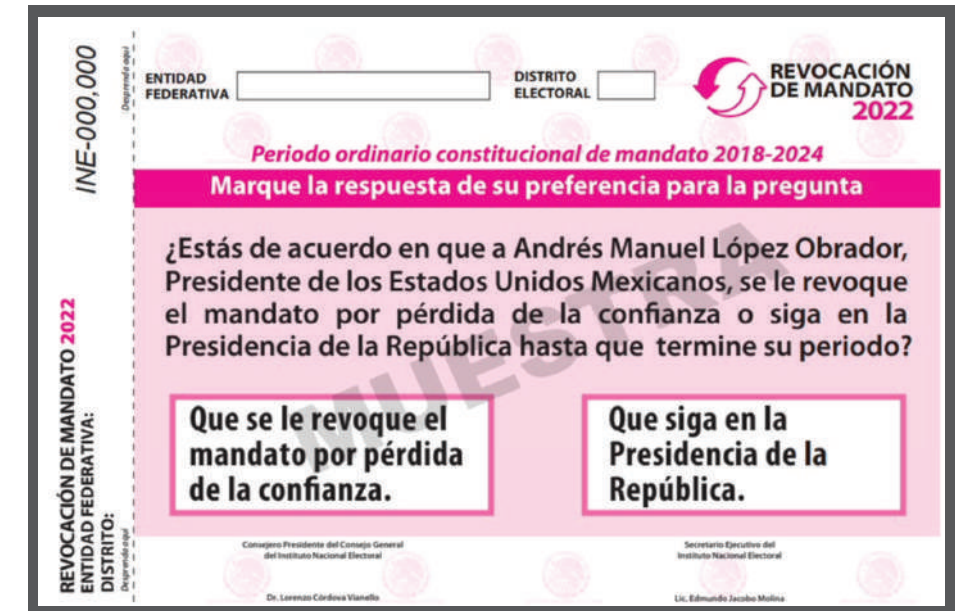 INE-000,000
Desprenda aquí
REVOCACIÓN DE MANDATO 2022
ENTIDAD FEDERATIVA:
DISTRITO:
Desprenda aquí
ENTIDAD
FEDERATIVA
DISTRITO
ELECTORAL
REVOCACIÓN
DE MANDATO
2022
Periodo ordinario constitucional de mandato 2018-2024
Marque la respuesta de su preferencia para la pregunta
¿Estás de acuerdo en que a Andrés Manuel López Obrador,
Presidente de los Estados Unidos Mexicanos, se le revoque
el mandato por pérdida de la confianza o siga en la
Presidencia de la República hasta que termine su periodo?
MUESTRA
Que se le revoque el
mandato por pérdida
de la confianza.
Que siga en la
Presidencia de la
República.
Consejero Presidente del Consejo General
del Instituto Nacional Electoral
Dr. Lorenzo Córdova Vianello
Secretario Ejecutivo del
Instituto Nacional Electoral
Lic. Edmundo Jacobo Molina